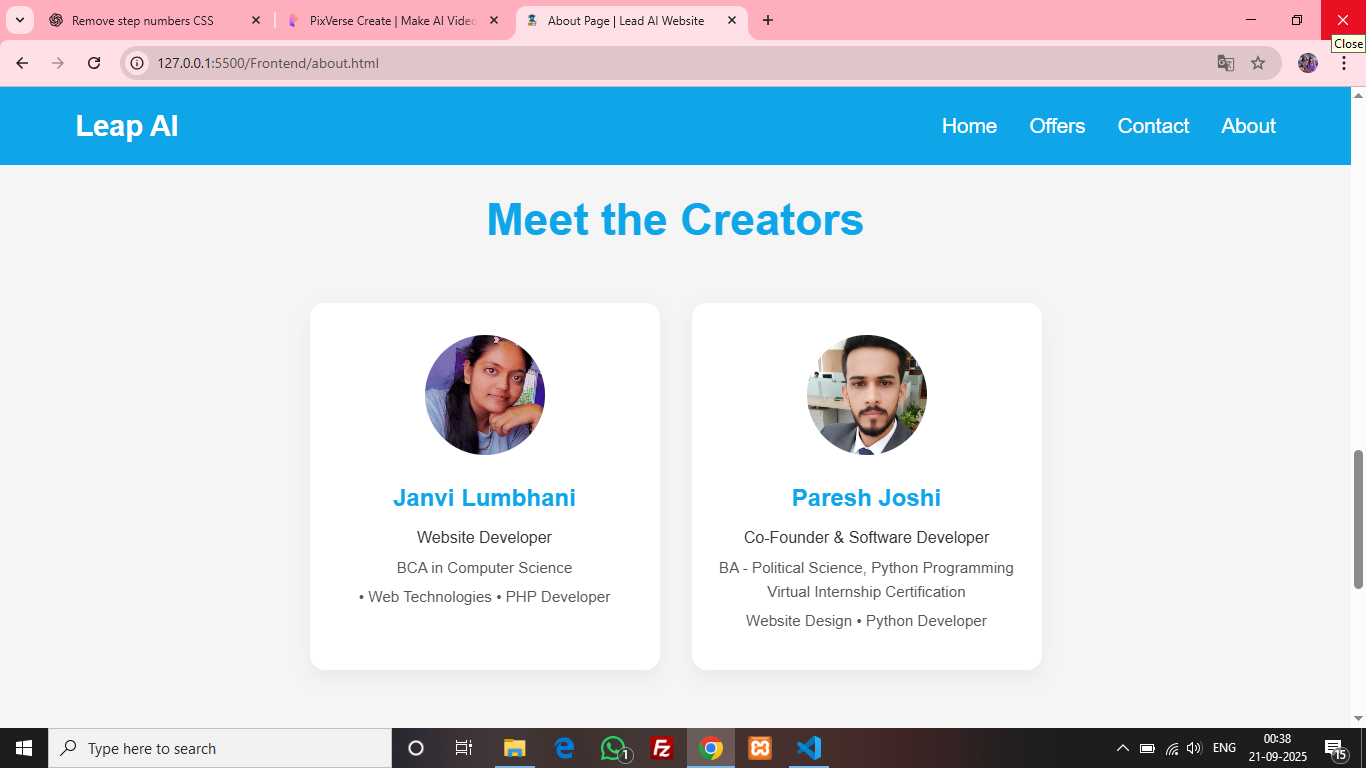 Remove step numbers CSS
PixVerse Create | Make AI Video
About Page | Lead AI Website
Close
127.0.0.1:5500/Frontend/about.html
Leap AI
Home
Offers
Contact
About
Meet the Creators
Janvi Lumbhani
Website Developer
BCA in Computer Science
• Web Technologies • PHP Developer
Paresh Joshi
Co-Founder & Software Developer
BA - Political Science, Python Programming
Virtual Internship Certification
Website Design • Python Developer
Type here to search
1
Fz
ENG
00:38
21-09-2025
15